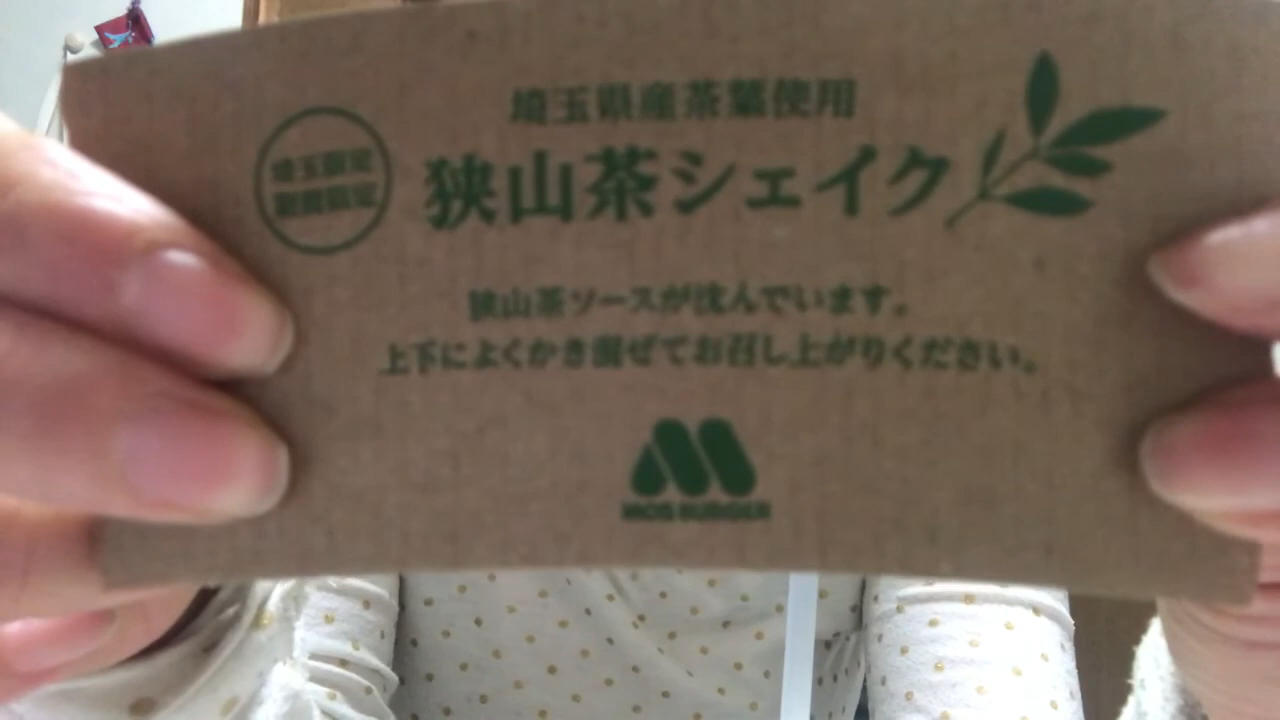 埼玉県産茶葉使用
埼玉限定
期間限定
狭山茶シェイク
狭山茶ソースが沈んでいます。
上下によくかき混ぜてお召し上がりください。
MOS BURGER